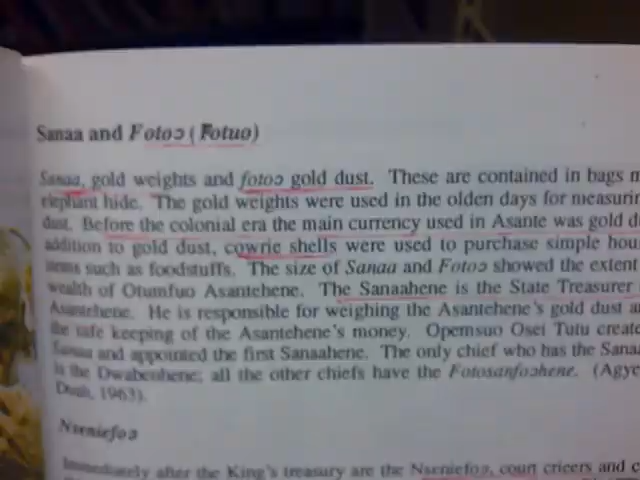 Sanaa and Fotoɔ (Fotuo)
Sanaa, gold weights and fotoɔ gold dust. These are contained in bags m
elephant hide. The gold weights were used in the olden days for measurin
dust. Before the colonial era the main currency used in Asante was gold d
addition to gold dust, cowrie shells were used to purchase simple hou
items such as foodstuffs. The size of Sanaa and Fotoɔ showed the extent
wealth of Otumfuo Asantehene. The Sanaahene is the State Treasurer
Asantehene. He is responsible for weighing the Asantehene's gold dust a
the safe keeping of the Asantehene's money. Opemsuo Osei Tutu create
Sanaa and appointed the first Sanaahene. The only chief who has the Sana
is the Dwabenhene; all the other chiefs have the Fotosanfoɔhene. (Agye
Duah, 1963).
Nseniefoɔ
Immediately after the King's treasury are the Nseniefoɔ, court criers and c